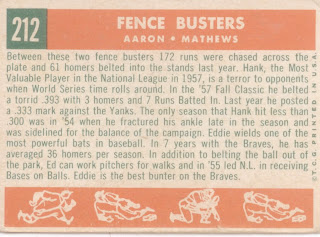 212
FENCE BUSTERS
AARON • MATHEWS
Between these two fence busters 172 runs were chased across the
plate and 61 homers belted into the stands last year. Hank, the Most
Valuable Player in the National League in 1957, is a terror to opponents
when World Series time rolls around. In the '57 Fall Classic he belted
a torrid .393 with 3 homers and 7 Runs Batted In. Last year he posted
a .333 mark against the Yanks. The only season that Hank hit less than
.300 was in '54 when he fractured his ankle late in the season and
was sidelined for the balance of the campaign. Eddie wields one of the
most powerful bats in baseball. In 7 years with the Braves, he has
averaged 36 homers per season. In addition to belting the ball out of
the park, Ed can work pitchers for walks and in '55 led N.L. in receiving
Bases on Balls. Eddie is the best bunter on the Braves.
© T.C.G. PRINTED IN U.S.A.